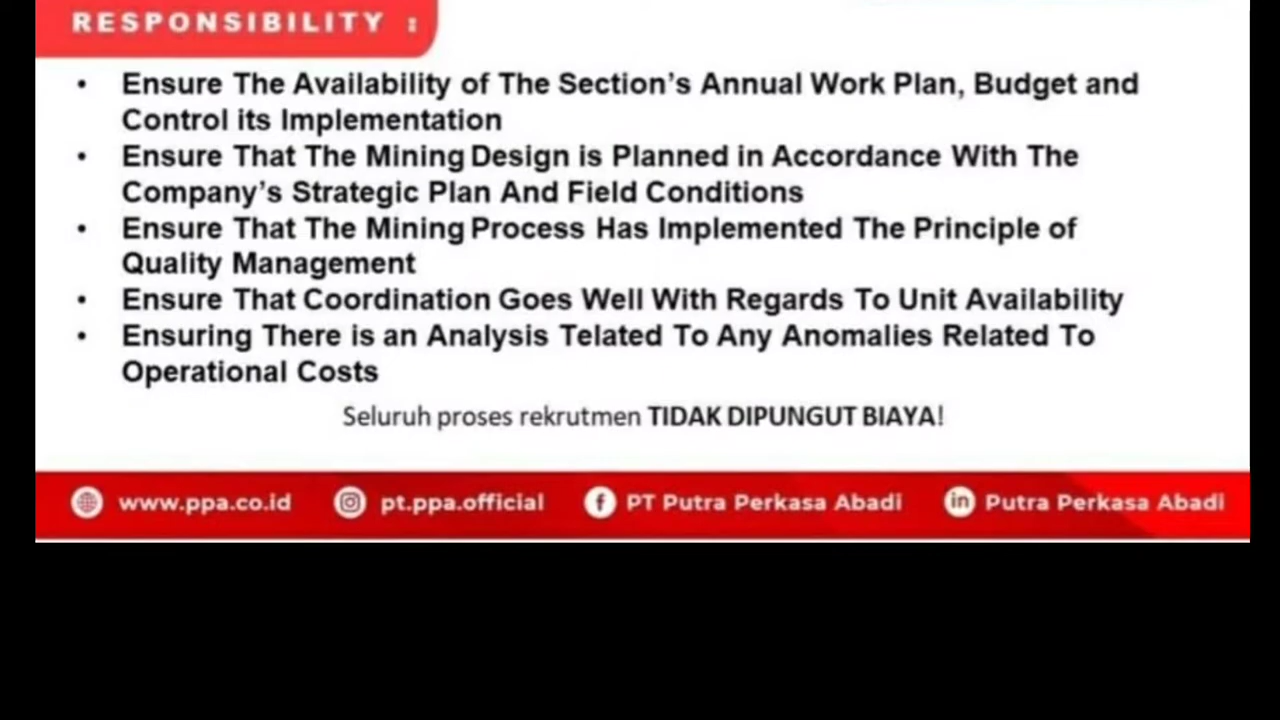 RESPONSIBILITY :
• Ensure The Availability of The Section's Annual Work Plan, Budget and
Control its Implementation
• Ensure That The Mining Design is Planned in Accordance With The
Company's Strategic Plan And Field Conditions
• Ensure That The Mining Process Has Implemented The Principle of
Quality Management
• Ensure That Coordination Goes Well With Regards To Unit Availability
• Ensuring There is an Analysis Telated To Any Anomalies Related To
Operational Costs
Seluruh proses rekrutmen TIDAK DIPUNGUT BIAYA!
www.ppa.co.id pt.ppa.official PT Putra Perkasa Abadi Putra Perkasa Abadi